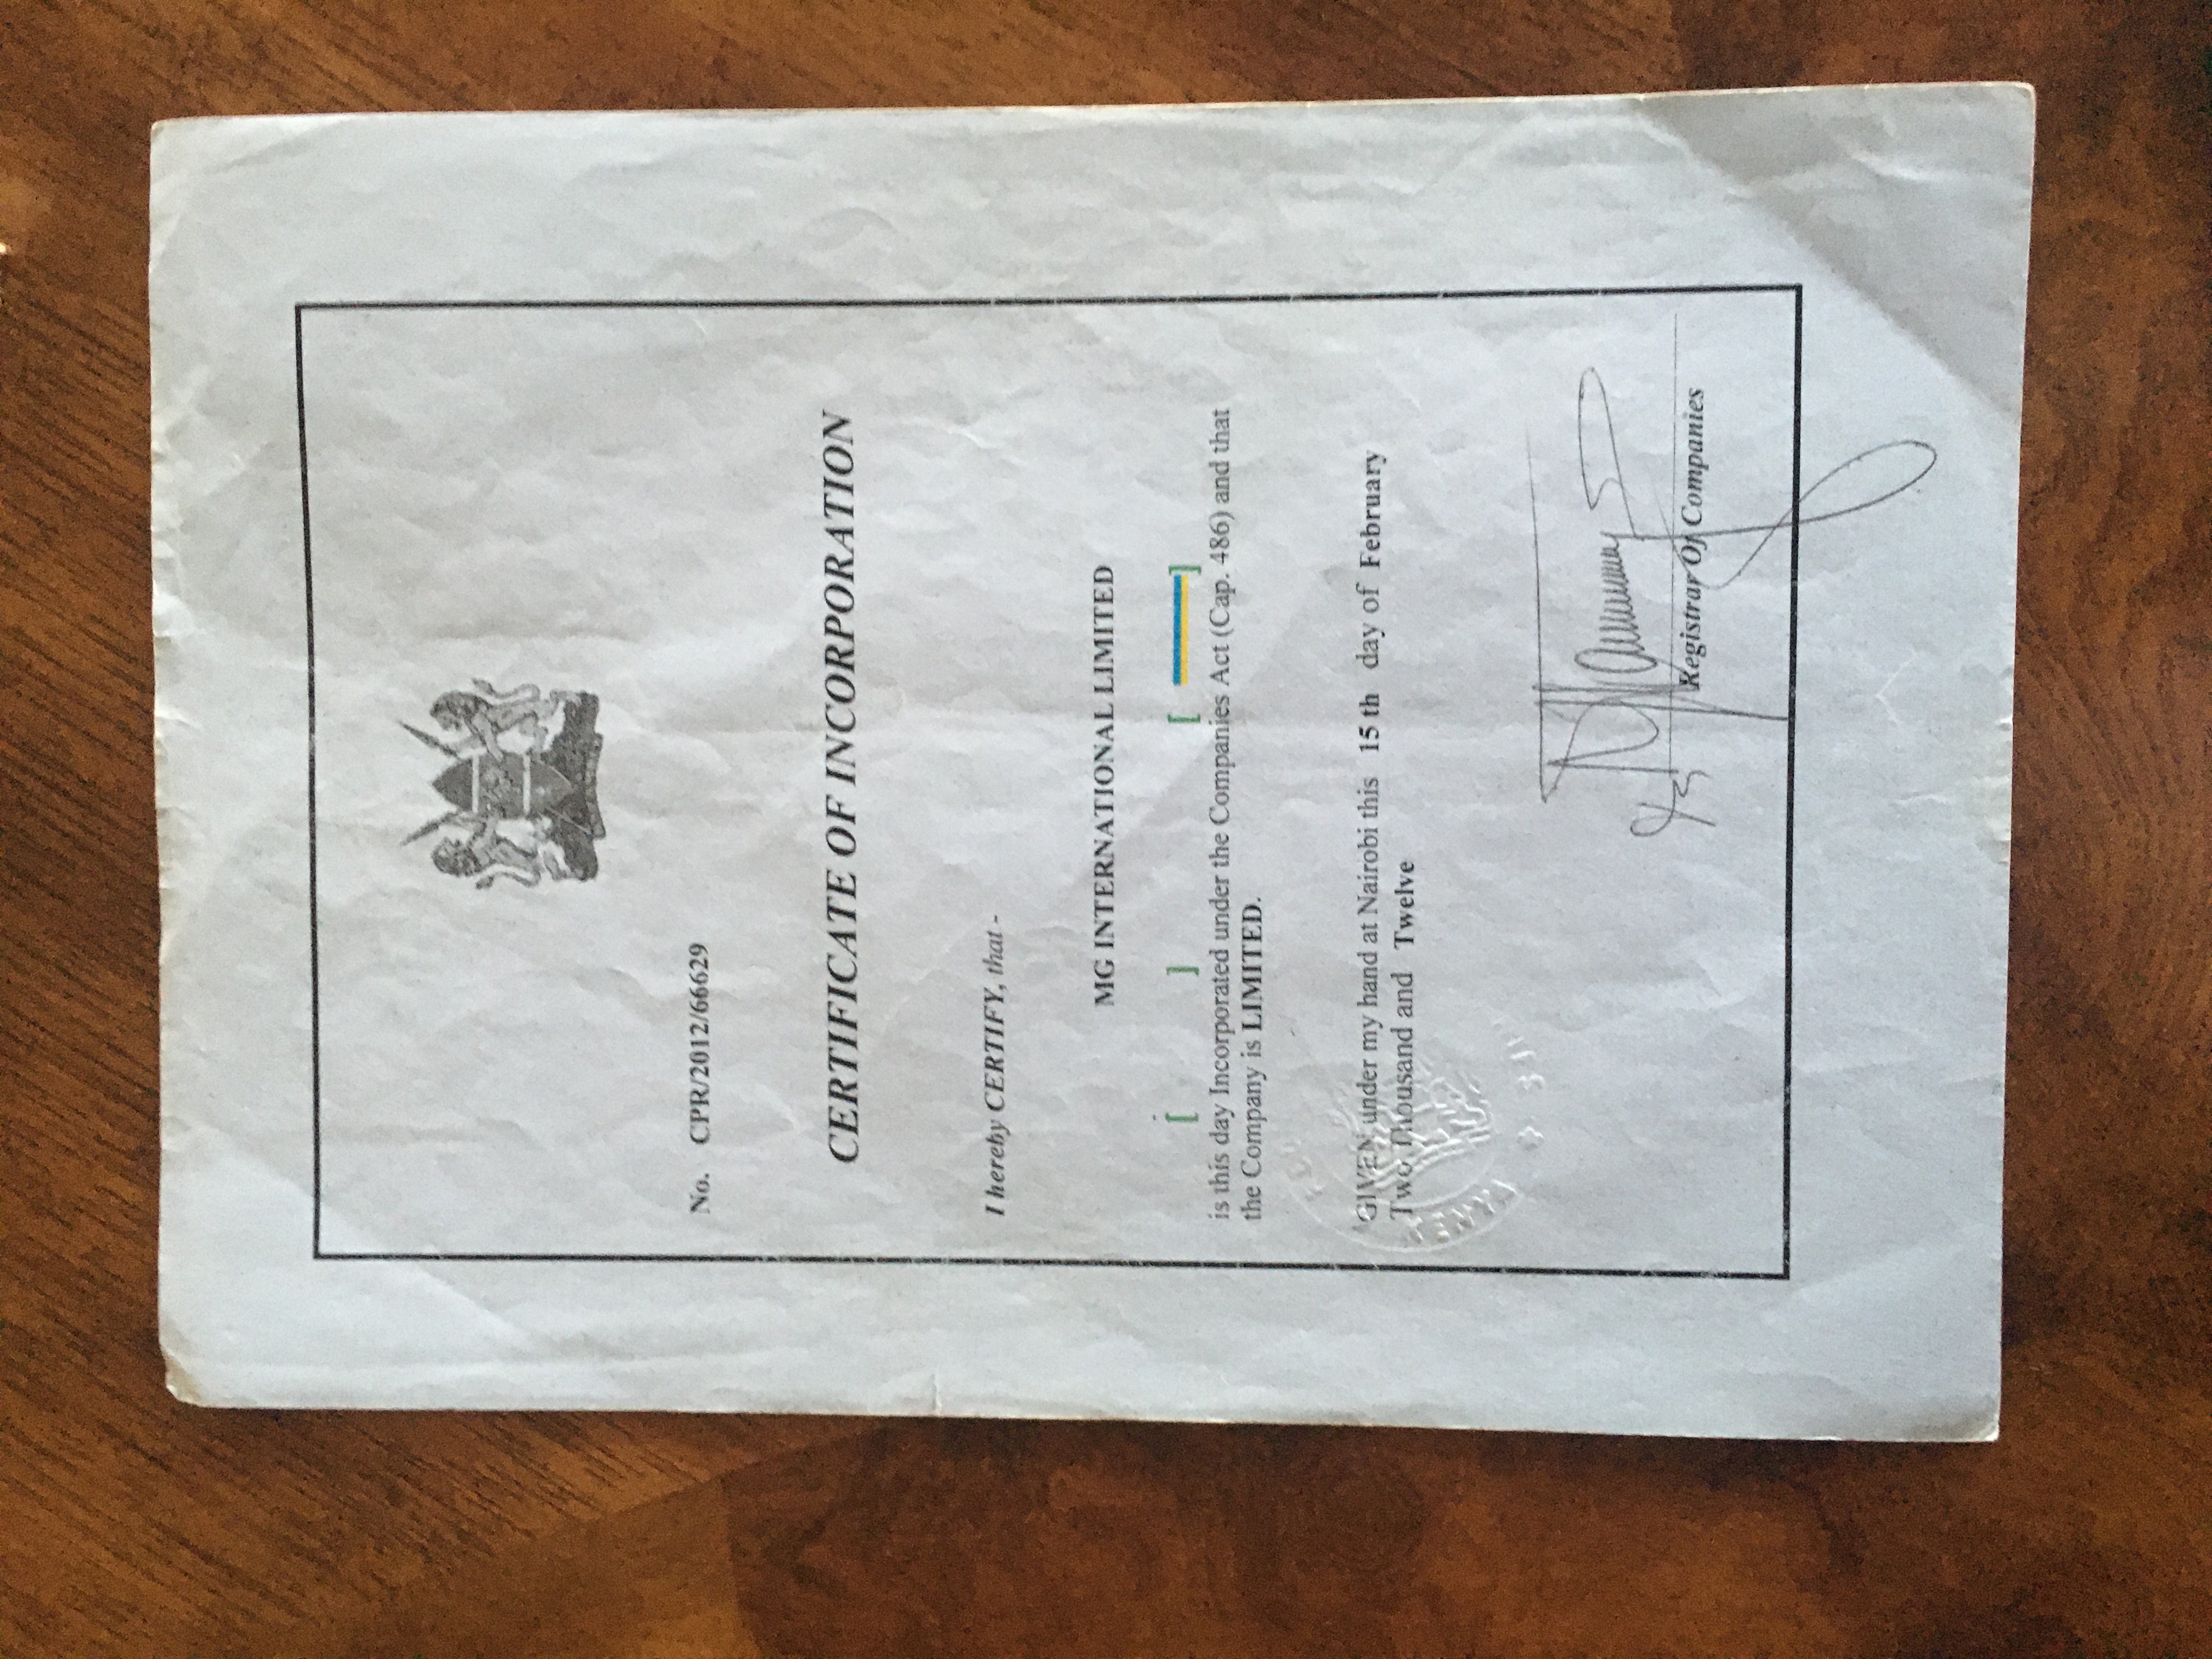 No. CPR/2012/66629
CERTIFICATE OF INCORPORATION
I hereby CERTIFY, that -
MG INTERNATIONAL LIMITED
[ ] [ ]
is this day Incorporated under the Companies Act (Cap. 486) and that
the Company is LIMITED.
GIVEN under my hand at Nairobi this 15 th day of February
Two Thousand and Twelve
Registrar Of Companies